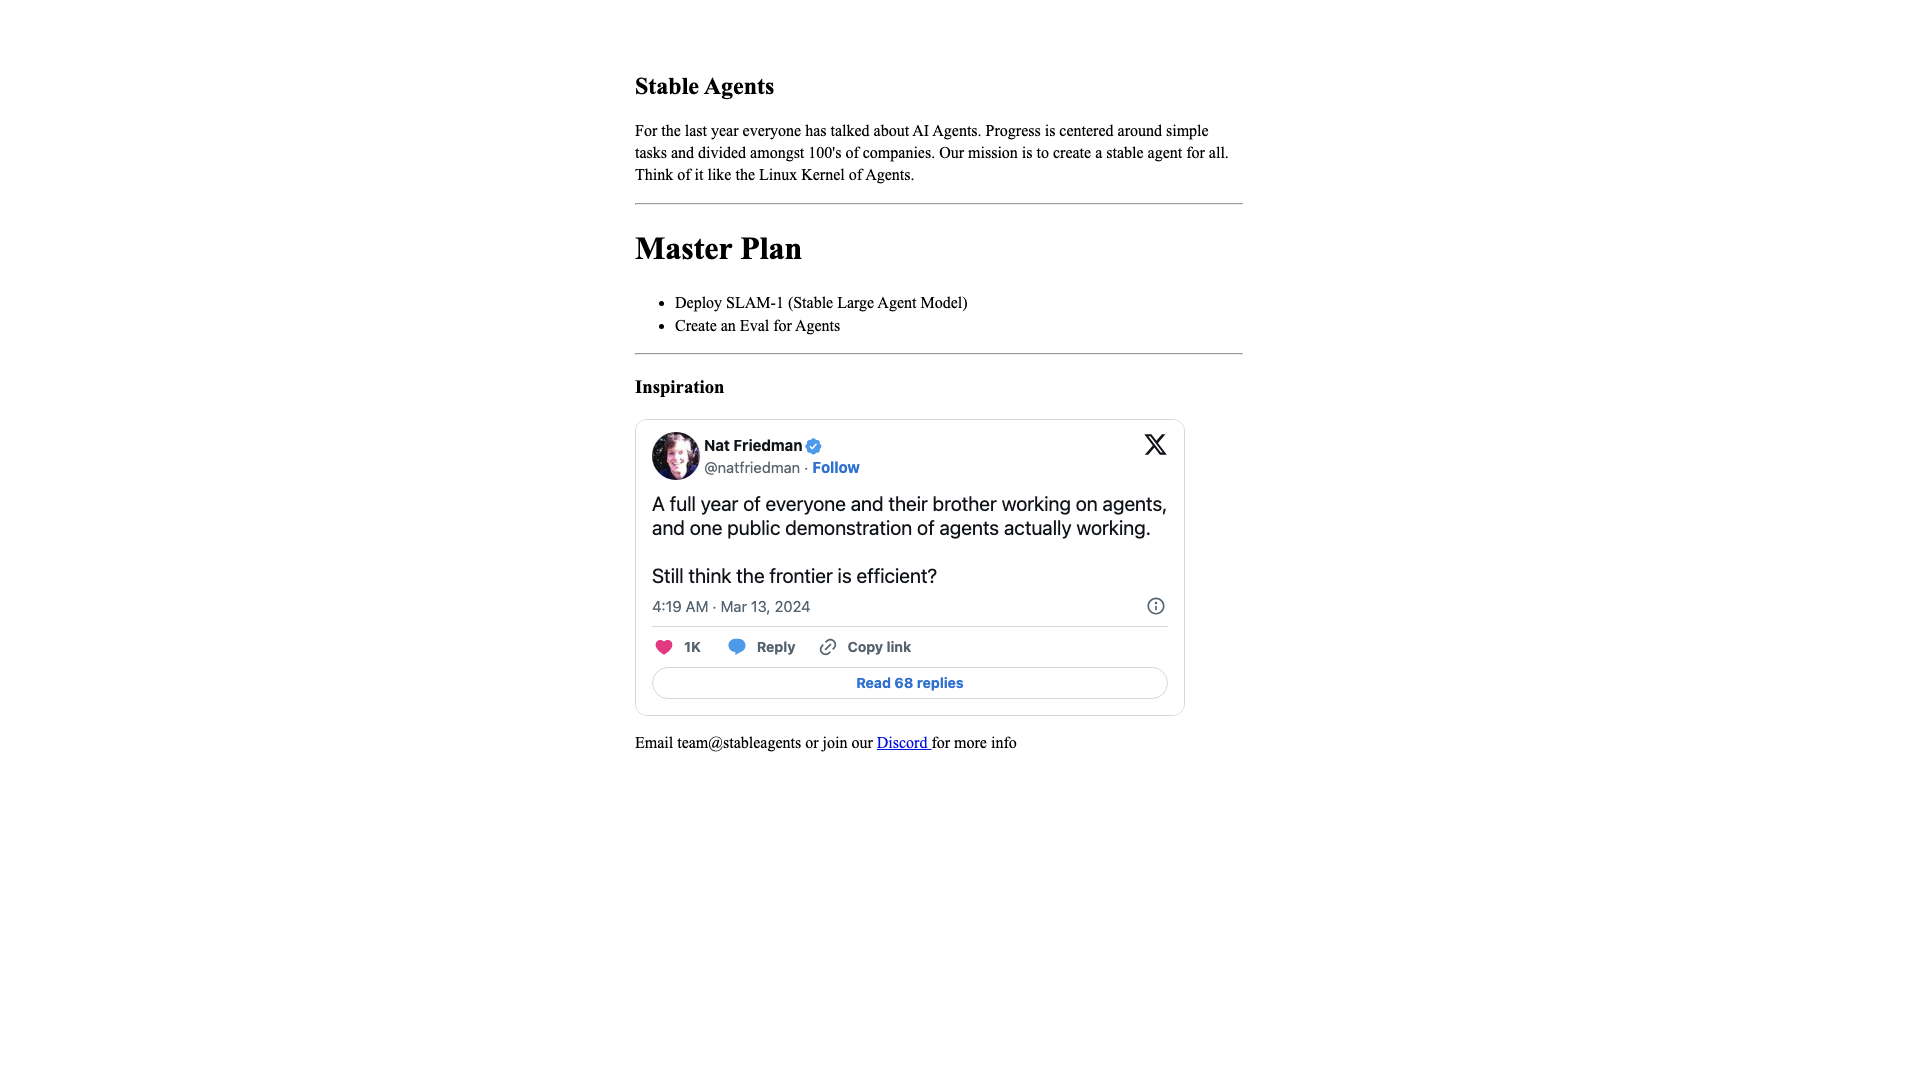 Stable Agents
For the last year everyone has talked about AI Agents. Progress is centered around simple
tasks and divided amongst 100's of companies. Our mission is to create a stable agent for all.
Think of it like the Linux Kernel of Agents.
Master Plan
• Deploy SLAM-1 (Stable Large Agent Model)
• Create an Eval for Agents
Inspiration
Nat Friedman
@natfriedman · Follow
A full year of everyone and their brother working on agents,
and one public demonstration of agents actually working.
Still think the frontier is efficient?
4:19 AM · Mar 13, 2024
1K Reply Copy link
Read 68 replies
Email team@stableagents or join our Discord for more info